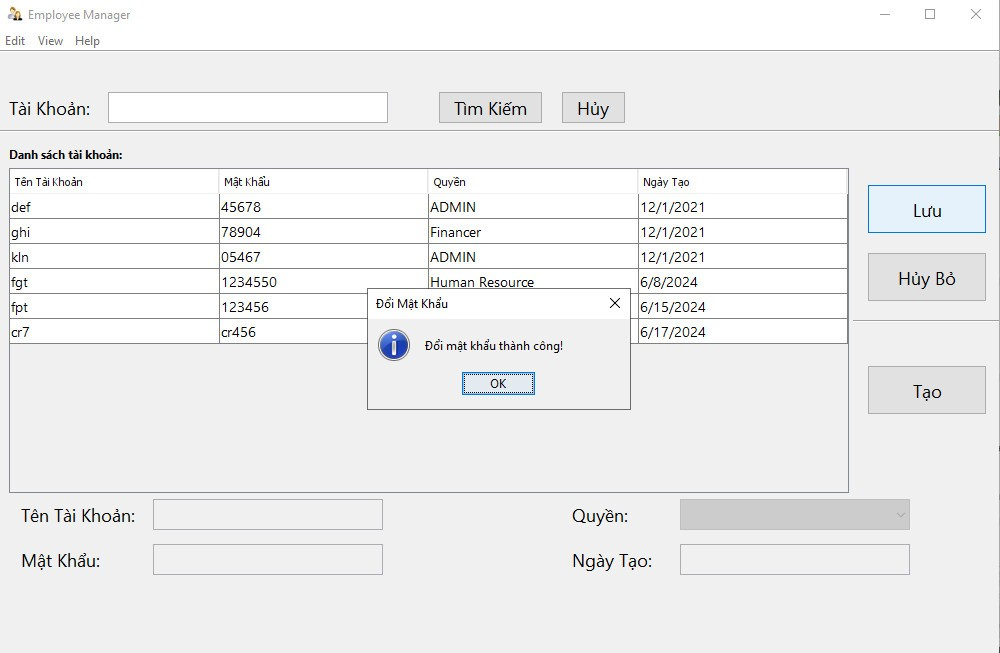 Employee Manager
Edit View Help
Tài Khoản: Tìm Kiếm Hủy
Danh sách tài khoản:
Tên Tài Khoản Mật Khẩu Quyền Ngày Tạo
def 45678 ADMIN 12/1/2021
ghi 78904 Financer 12/1/2021
kln 05467 ADMIN 12/1/2021
fgt 1234550 Human Resource 6/8/2024
fpt 123456 6/15/2024
cr7 cr456 6/17/2024
Lưu
Hủy Bỏ
Tạo
Đổi Mật Khẩu
Đổi mật khẩu thành công!
OK
Tên Tài Khoản: Quyền:
Mật Khẩu: Ngày Tạo: